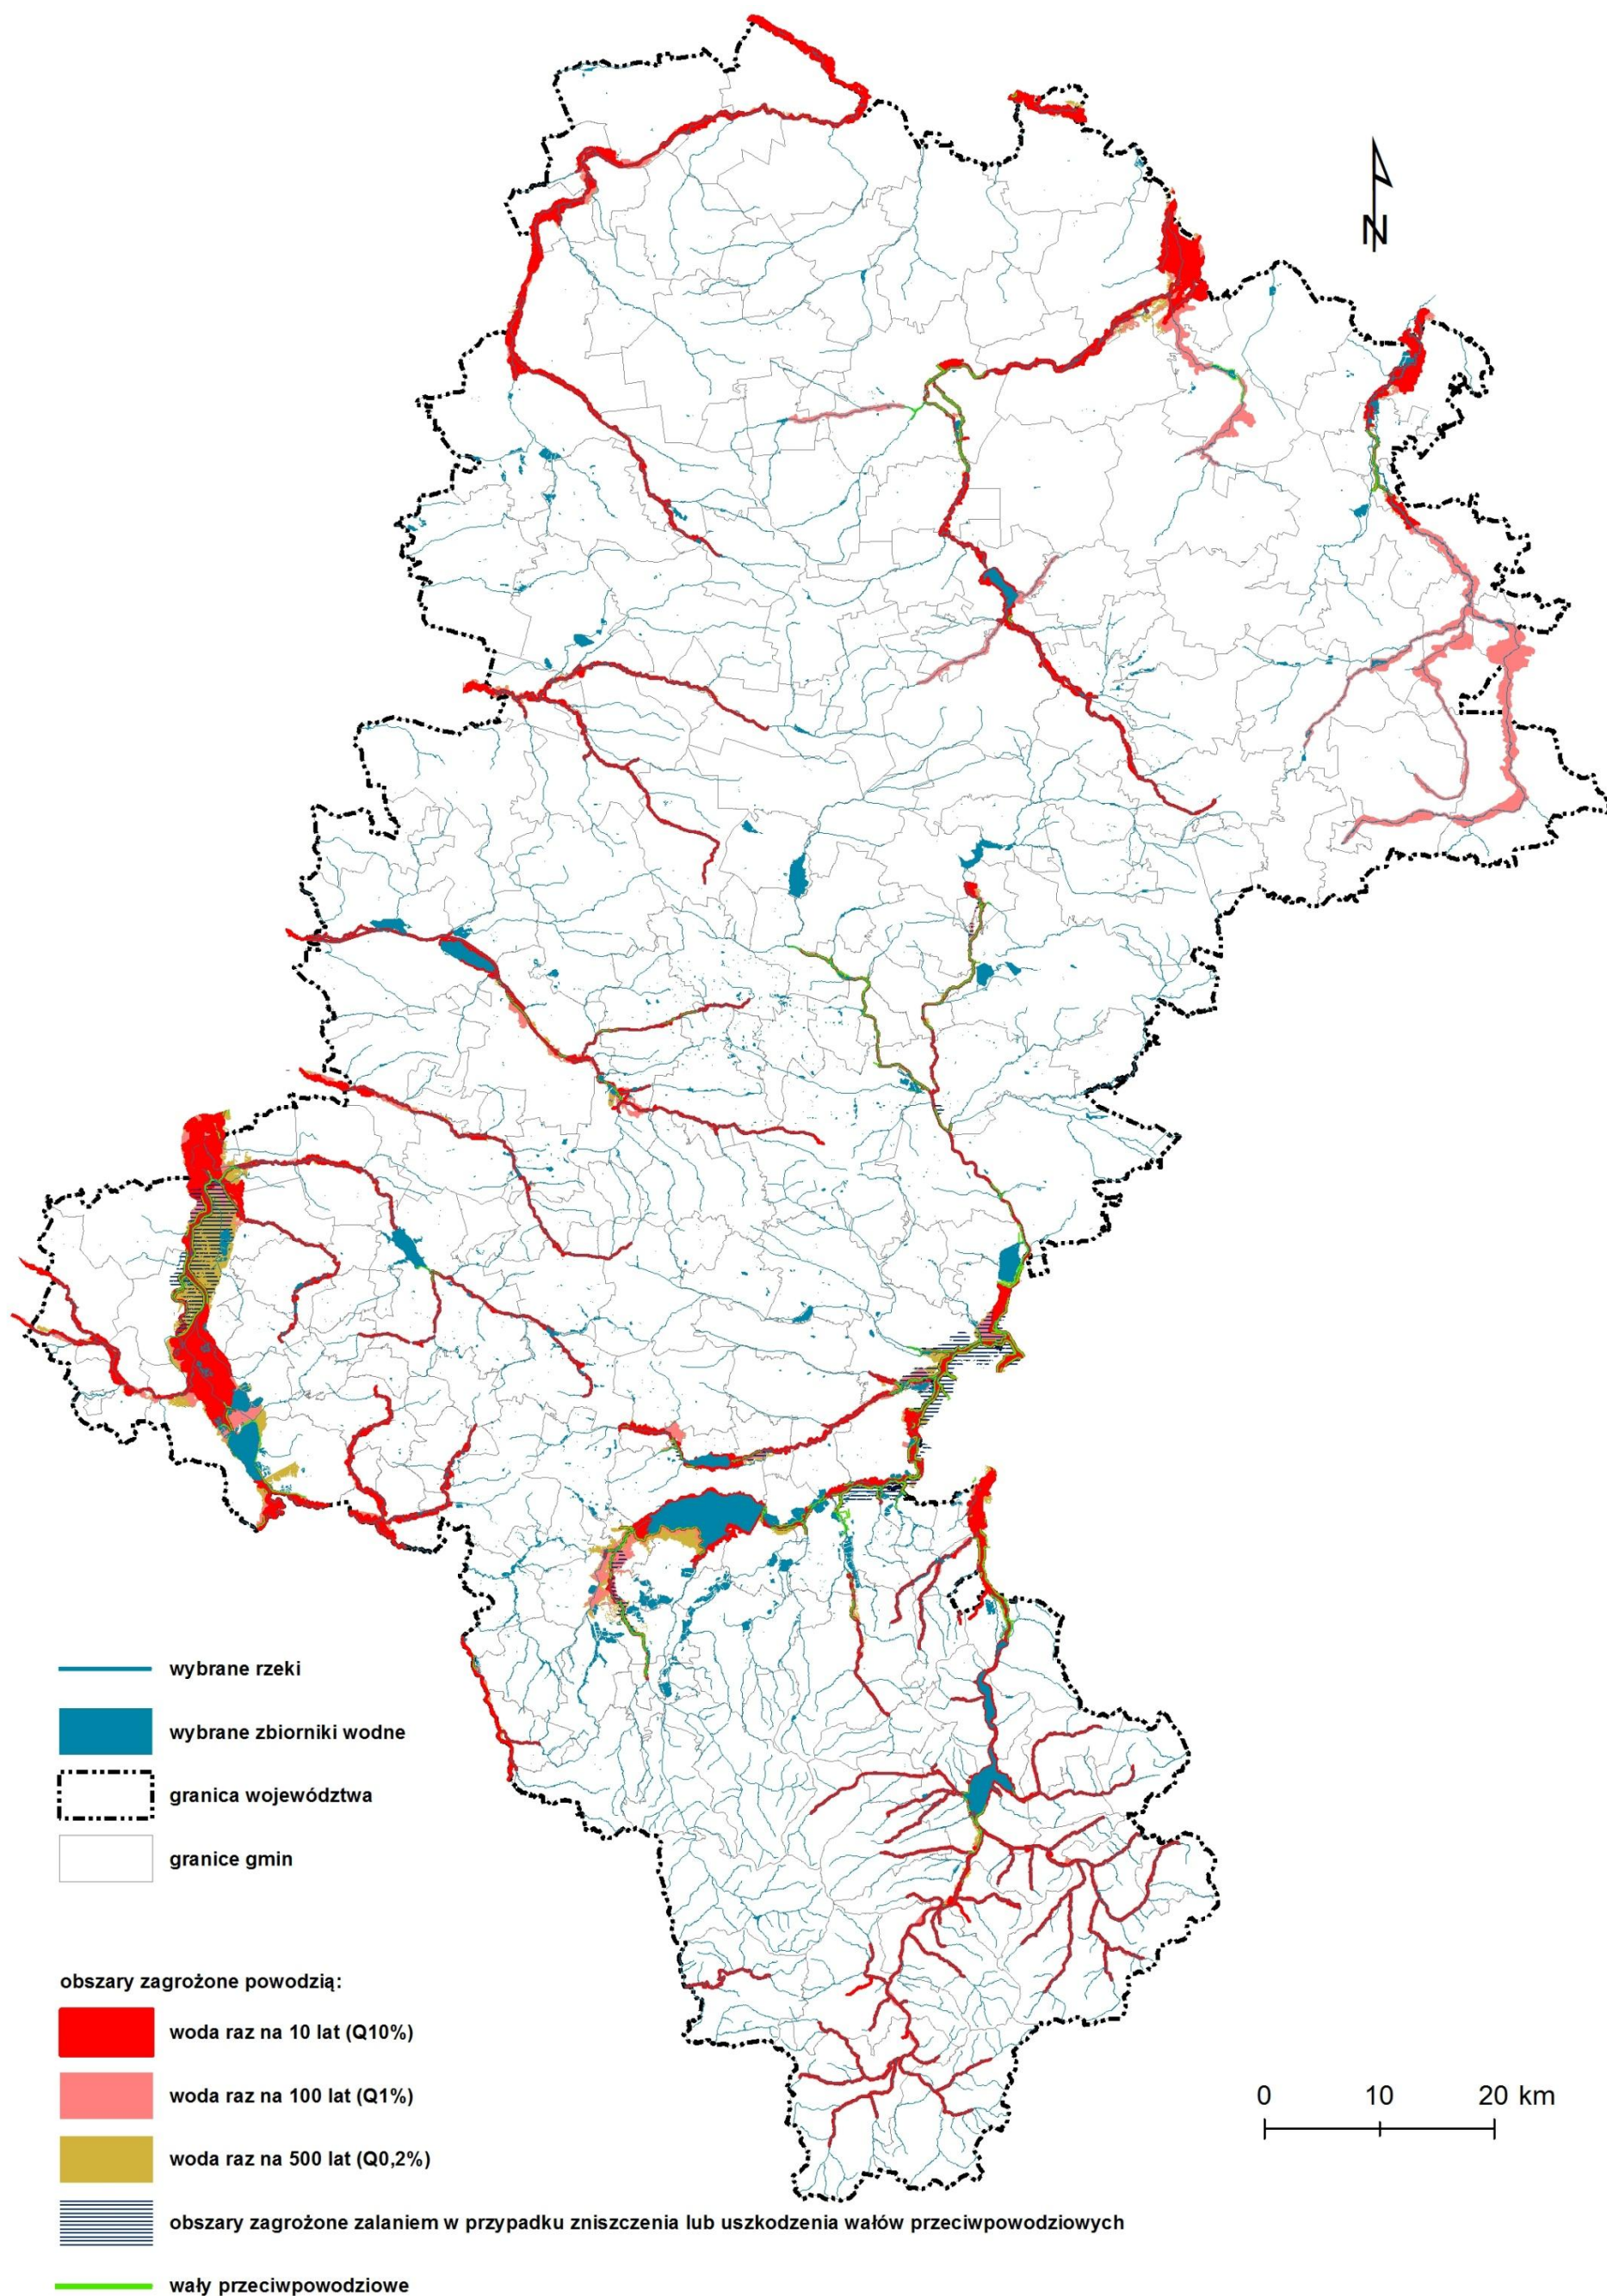 N
wybrane rzeki
wybrane zbiorniki wodne
granica województwa
granice gmin
obszary zagrożone powodzią:
woda raz na 10 lat (Q10%)
woda raz na 100 lat (Q1%)
woda raz na 500 lat (Q0,2%)
obszary zagrożone zalaniem w przypadku zniszczenia lub uszkodzenia wałów przeciwpowodziowych
wały przeciwpowodziowe
0 10 20 km